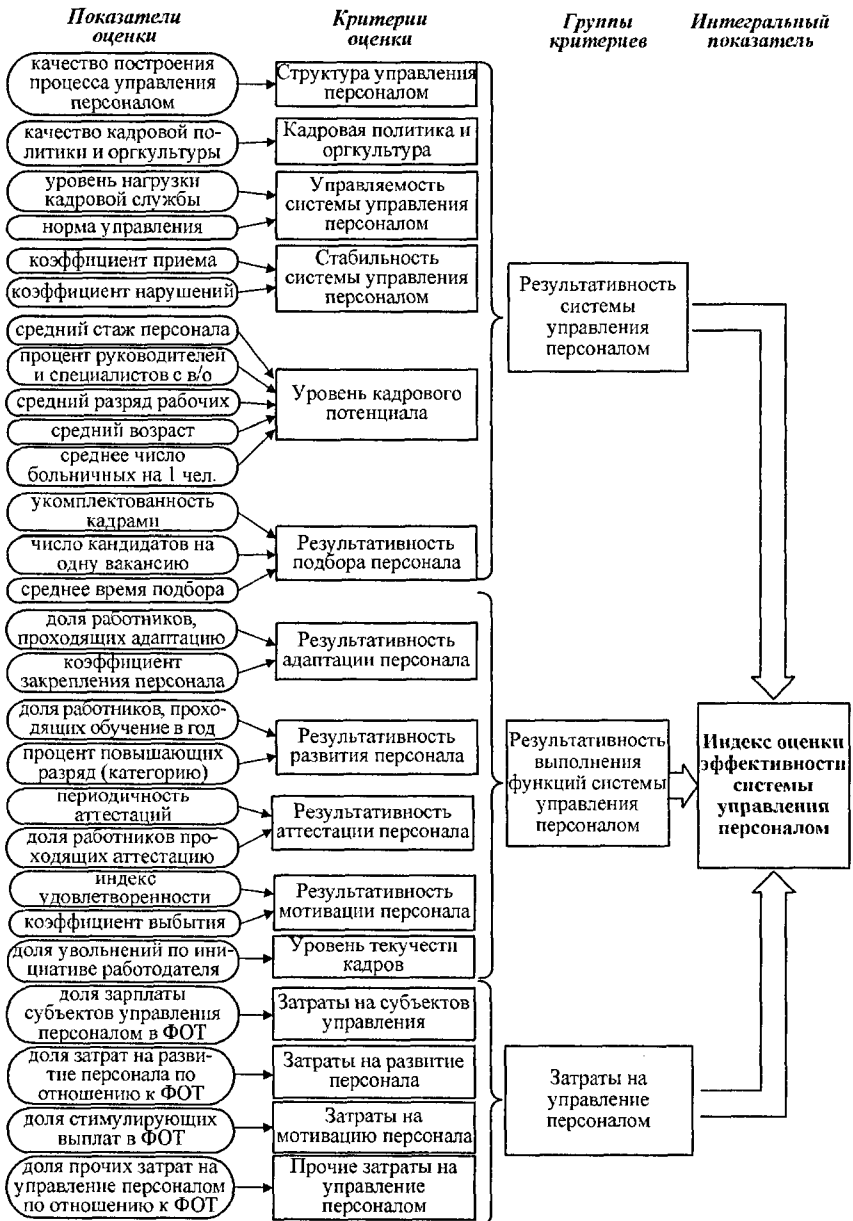 Показатели
оценки
Критерии
оценки
Группы
критериев
Интегральный
показатель
качество построения
процесса управления
персоналом
Структура управления
персоналом
качество кадровой по-
литики и оргкультуры
Кадровая политика и
оргкультура
уровень нагрузки
кадровой службы
норма управления
Управляемость
системы управления
персоналом
коэффициент приема
коэффициент нарушений
Стабильность
системы управления
персоналом
средний стаж персонала
процент руководителей
и специалистов с в/о
средний разряд рабочих
средний возраст
среднее число
больничных на 1 чел.
Уровень кадрового
потенциала
укомплектованность
кадрами
число кандидатов на
одну вакансию
среднее время подбора
Результативность
подбора персонала
Результативность
системы
управления
персоналом
доля работников,
проходящих адаптацию
коэффициент
закрепления персонала
Результативность
адаптации персонала
доля работников, прохо-
дящих обучение в год
процент повышающих
разряд (категорию)
Результативность
развития персонала
периодичность
аттестаций
доля работников про-
ходящих аттестацию
Результативность
аттестации персонала
индекс
удовлетворенности
коэффициент выбытия
Результативность
мотивации персонала
доля увольнений по ини-
циативе работодателя
Уровень текучести
кадров
Результативность
выполнения
функций системы
управления
персоналом
Индекс оценки
эффективности
системы
управления
персоналом
доля зарплаты
субъектов управления
персоналом в ФОТ
Затраты на субъектов
управления
доля затрат на разви-
тие персонала по
отношению к ФОТ
Затраты на развитие
персонала
доля стимулирующих
выплат в ФОТ
Затраты на
мотивацию персонала
доля прочих затрат на
управление персоналом
по отношению к ФОТ
Прочие затраты на
управление
персоналом
Затраты на
управление
персоналом